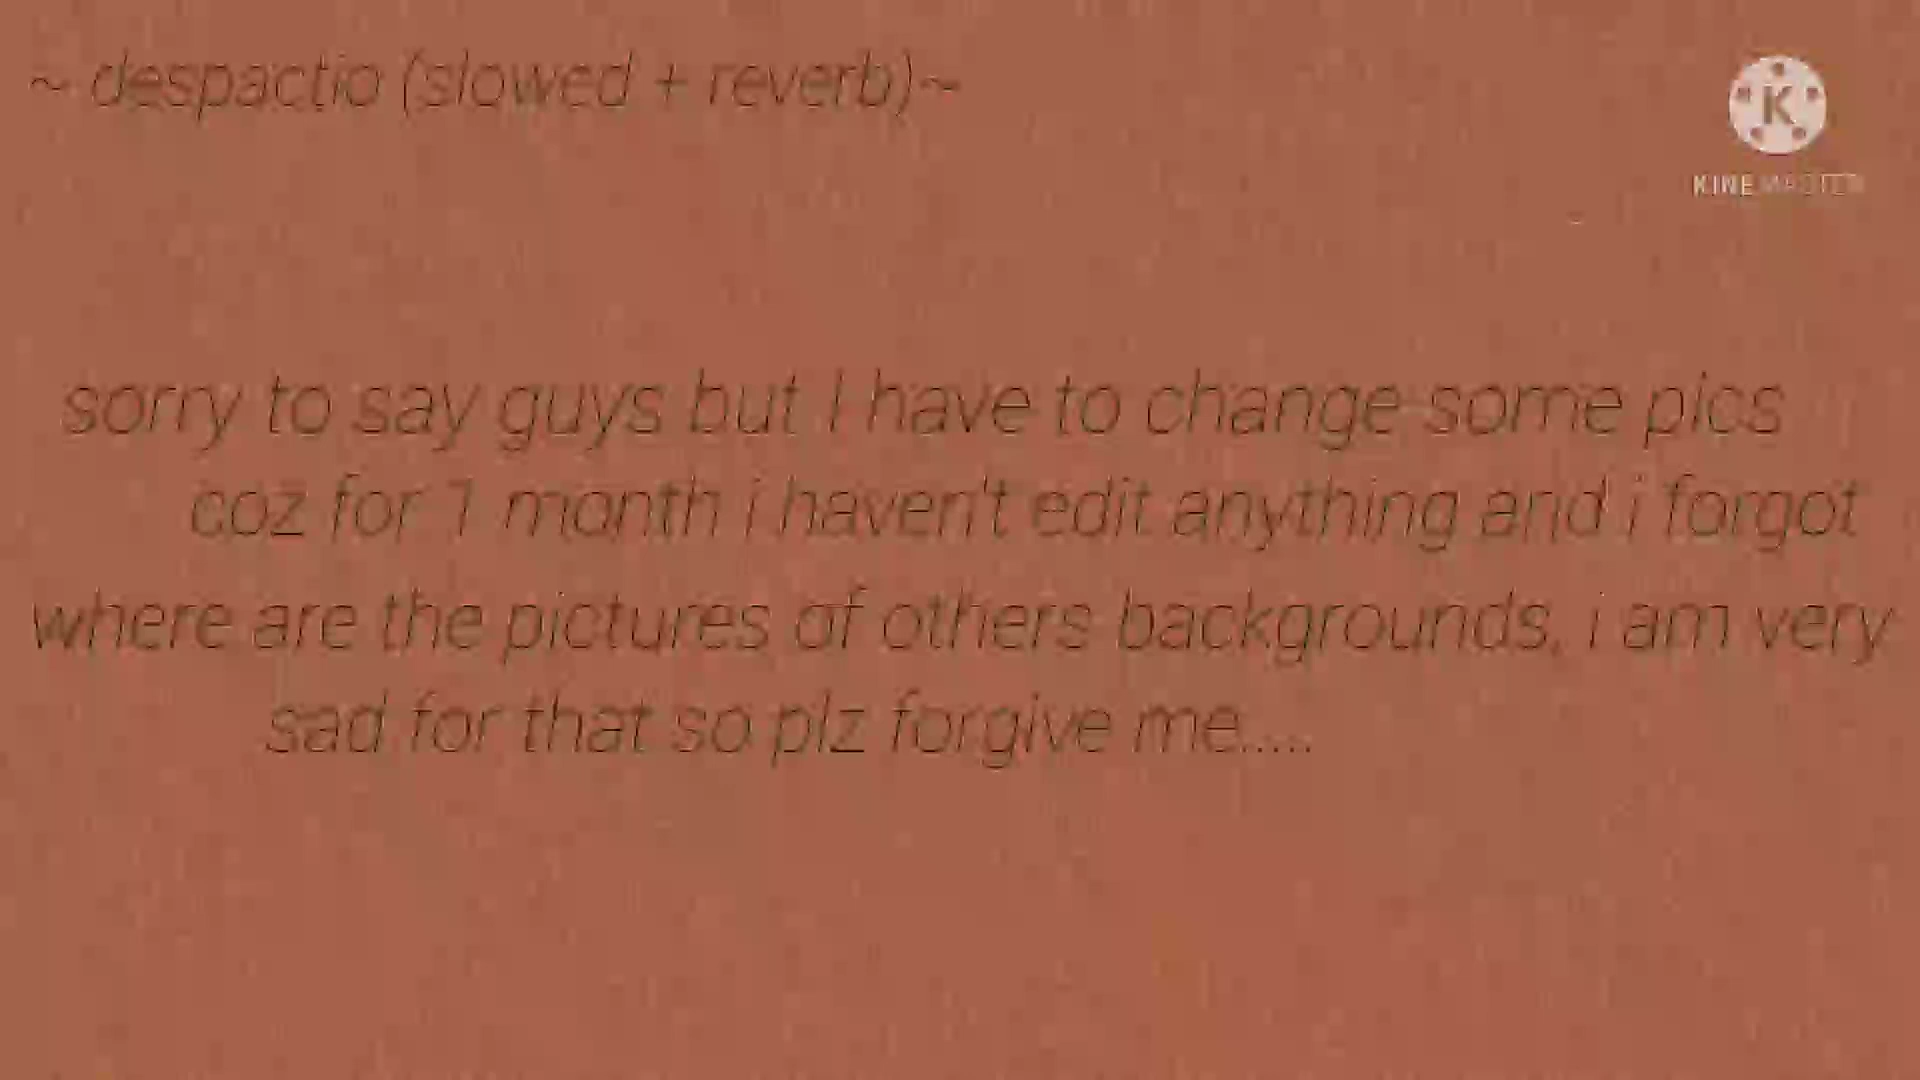 ~ despactio (slowed + reverb)~
KINEMASTER
sorry to say guys but I have to change some pics
coz for 1 month i haven't edit anything and i forgot
where are the pictures of others backgrounds, i am very
sad for that so plz forgive me.....